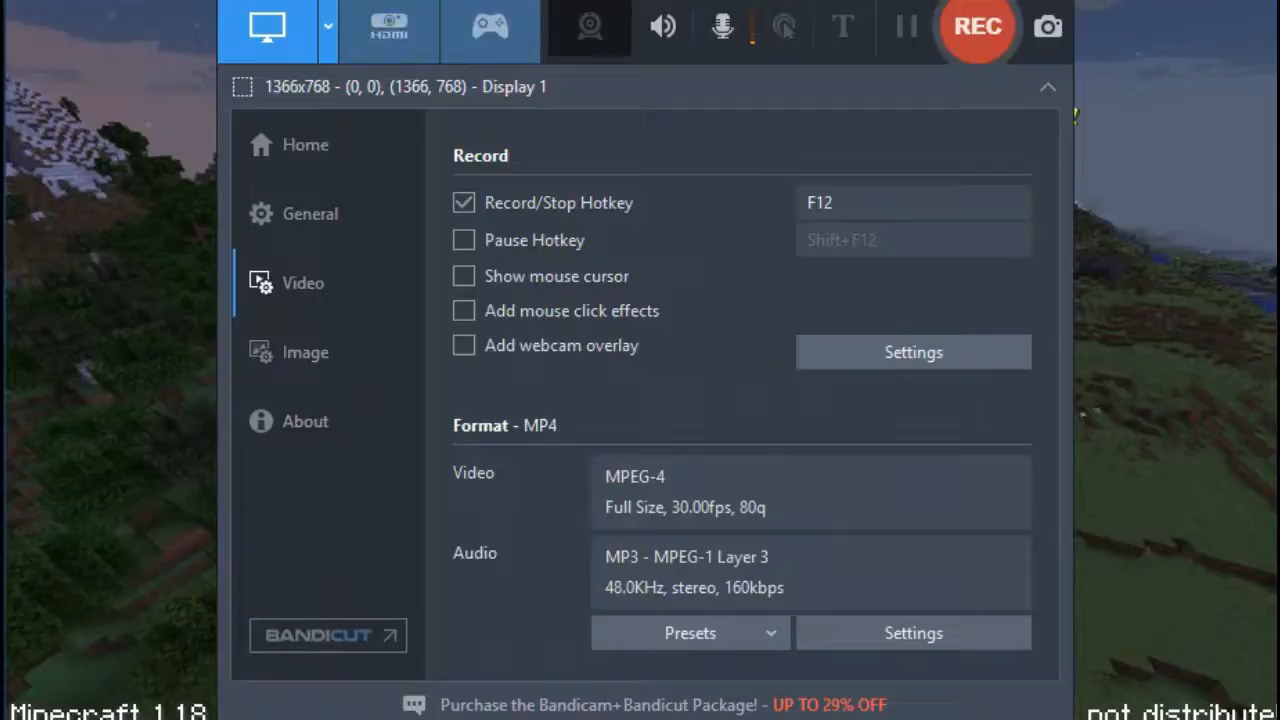 HDMI
T
REC
1366x768 - (0, 0), (1366, 768) - Display 1
Home
General
Video
Image
About
BANDICUT
Record
Record/Stop Hotkey
F12
Pause Hotkey
Shift+F12
Show mouse cursor
Add mouse click effects
Add webcam overlay
Settings
Format - MP4
Video
MPEG-4
Full Size, 30.00fps, 80q
Audio
MP3 - MPEG-1 Layer 3
48.0KHz, stereo, 160kbps
Presets
Settings
Purchase the Bandicam+Bandicut Package! - UP TO 29% OFF
Minecraft 1.18
not distribute